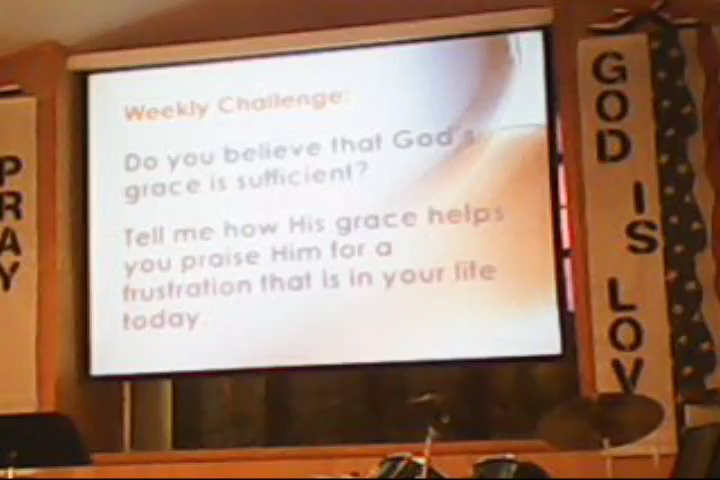 PRAY
Weekly Challenge:
Do you believe that God's
grace is sufficient?
Tell me how His grace helps
you praise Him for a
frustration that is in your life
today.
GOD
IS
LOV